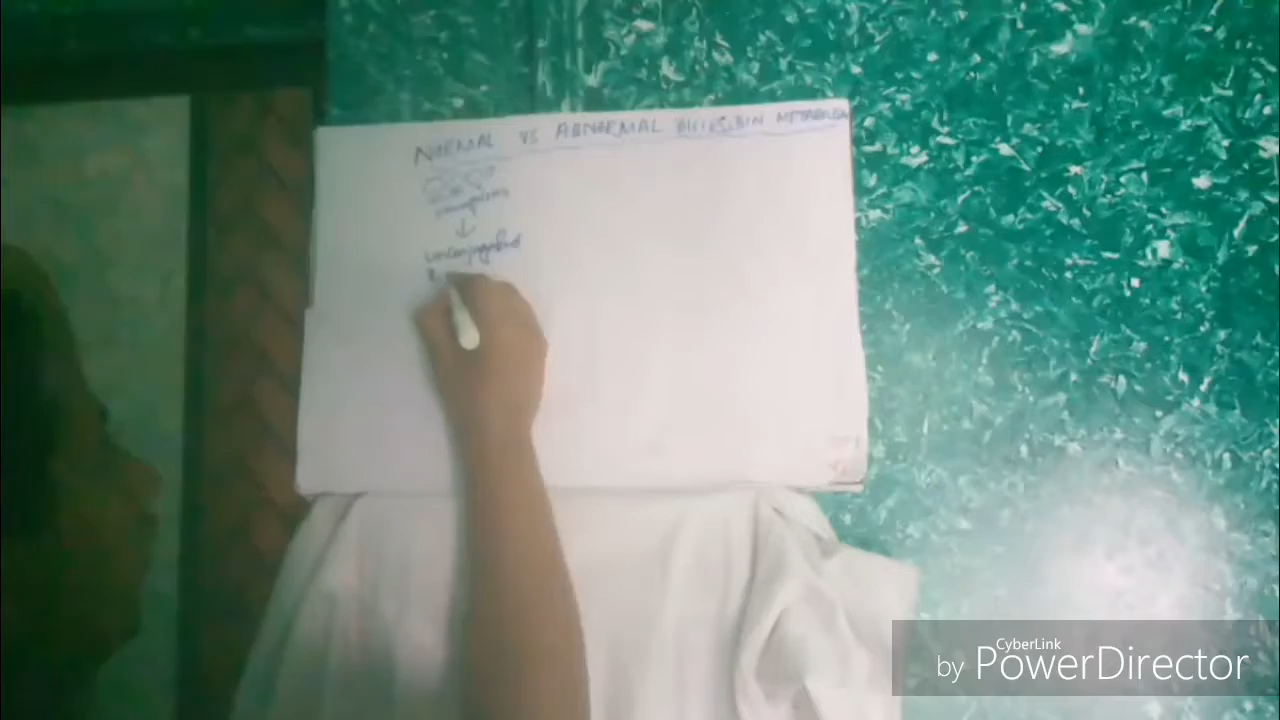 NORMAL VS ABNORMAL BILIRUBIN METABOLISM
↓
unconjugated
CyberLink
by PowerDirector